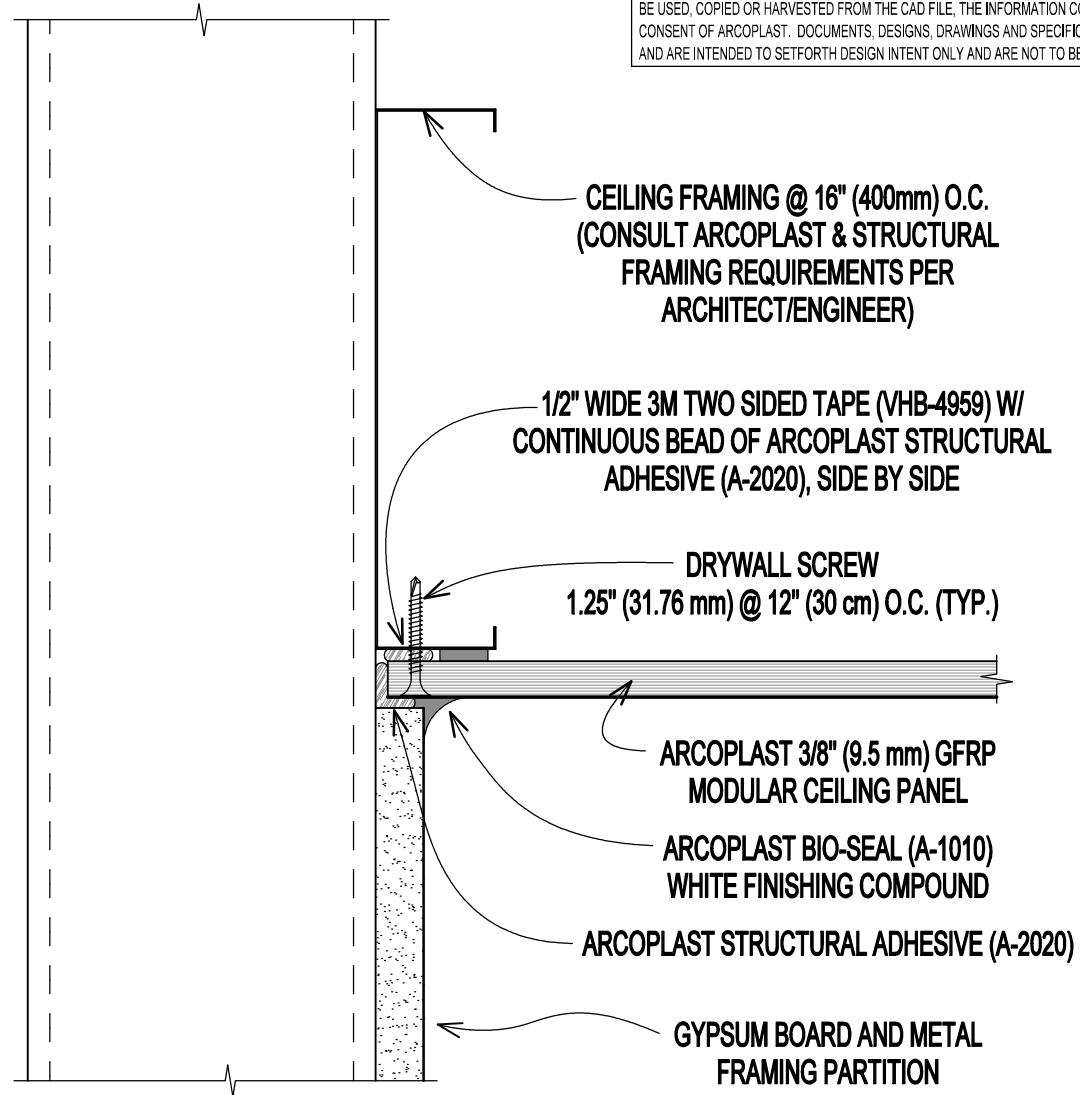 BE USED, COPIED OR HARVESTED FROM THE CAD FILE, THE INFORMATION CO
CONSENT OF ARCOPLAST. DOCUMENTS, DESIGNS, DRAWINGS AND SPECIFIC
AND ARE INTENDED TO SETFORTH DESIGN INTENT ONLY AND ARE NOT TO BE
CEILING FRAMING @ 16" (400mm) O.C.
(CONSULT ARCOPLAST & STRUCTURAL
FRAMING REQUIREMENTS PER
ARCHITECT/ENGINEER)
1/2" WIDE 3M TWO SIDED TAPE (VHB-4959) W/
CONTINUOUS BEAD OF ARCOPLAST STRUCTURAL
ADHESIVE (A-2020), SIDE BY SIDE
DRYWALL SCREW
1.25" (31.76 mm) @ 12" (30 cm) O.C. (TYP.)
ARCOPLAST 3/8" (9.5 mm) GFRP
MODULAR CEILING PANEL
ARCOPLAST BIO-SEAL (A-1010)
WHITE FINISHING COMPOUND
ARCOPLAST STRUCTURAL ADHESIVE (A-2020)
GYPSUM BOARD AND METAL
FRAMING PARTITION